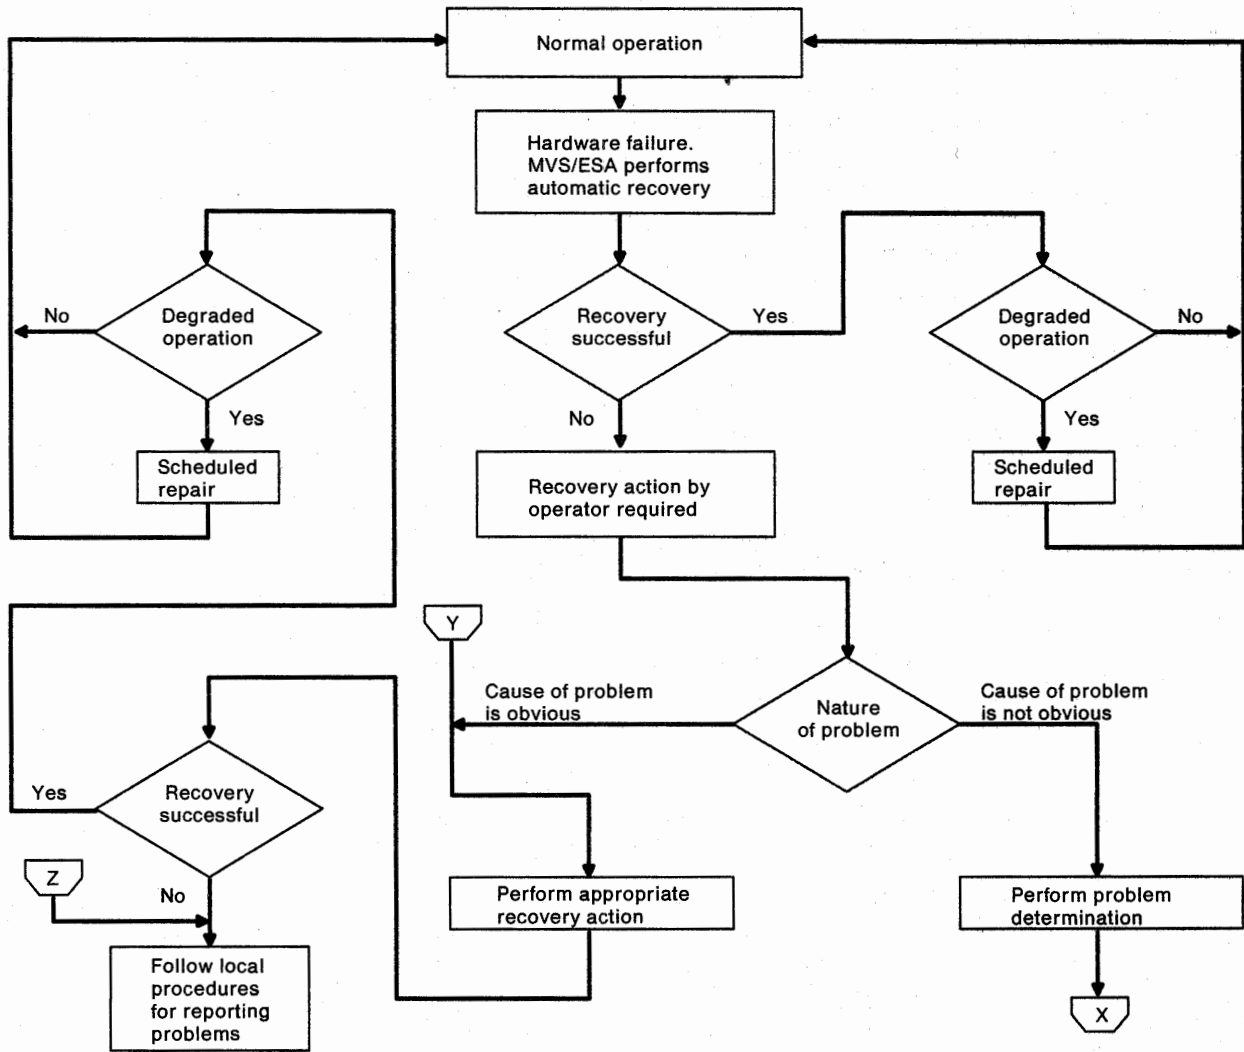 Normal operation
Hardware failure.
MVS/ESA performs
automatic recovery
No
Degraded
operation
Yes
Scheduled
repair
Recovery
successful
Yes
No
Degraded
operation
No
Yes
Scheduled
repair
Recovery action by
operator required
Y
Cause of problem
is obvious
Nature
of problem
Cause of problem
is not obvious
Yes
Recovery
successful
Z
No
Perform appropriate
recovery action
Perform problem
determination
Follow local
procedures
for reporting
problems
X